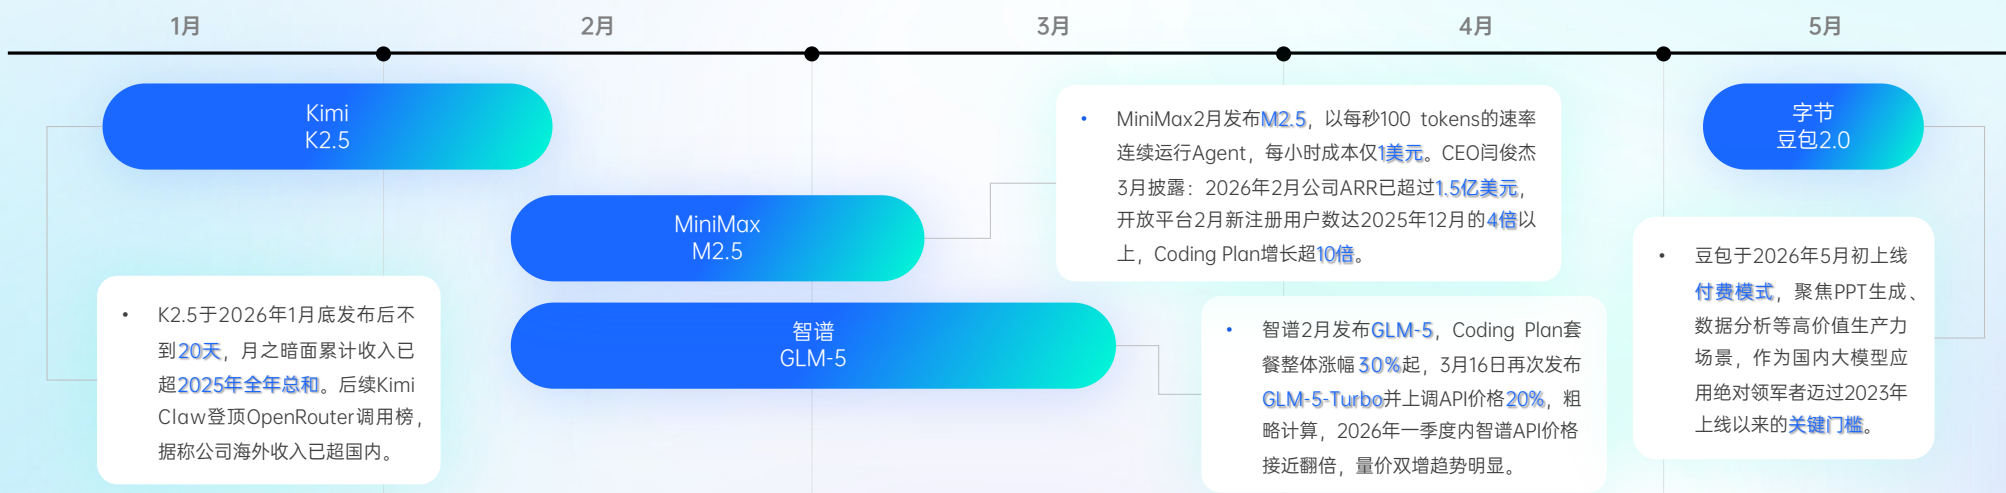 1月
2月
3月
4月
5月
Kimi
K2.5
• K2.5于2026年1月底发布后不
到20天，月之暗面累计收入已
超2025年全年总和。后续Kimi
Claw登顶OpenRouter调用榜，
据称公司海外收入已超国内。
MiniMax
M2.5
智谱
GLM-5
• MiniMax2月发布M2.5，以每秒100 tokens的速率
连续运行Agent，每小时成本仅1美元。CEO闫俊杰
3月披露：2026年2月公司ARR已超过1.5亿美元，
开放平台2月新注册用户数达2025年12月的4倍以
上，Coding Plan增长超10倍。
• 智谱2月发布GLM-5，Coding Plan套
餐整体涨幅30%起，3月16日再次发布
GLM-5-Turbo并上调API价格20%，粗
略计算，2026年一季度内智谱API价格
接近翻倍，量价双增趋势明显。
字节
豆包2.0
• 豆包于2026年5月初上线
付费模式，聚焦PPT生成、
数据分析等高价值生产力
场景，作为国内大模型应
用绝对领军者迈过2023年
上线以来的关键门槛。